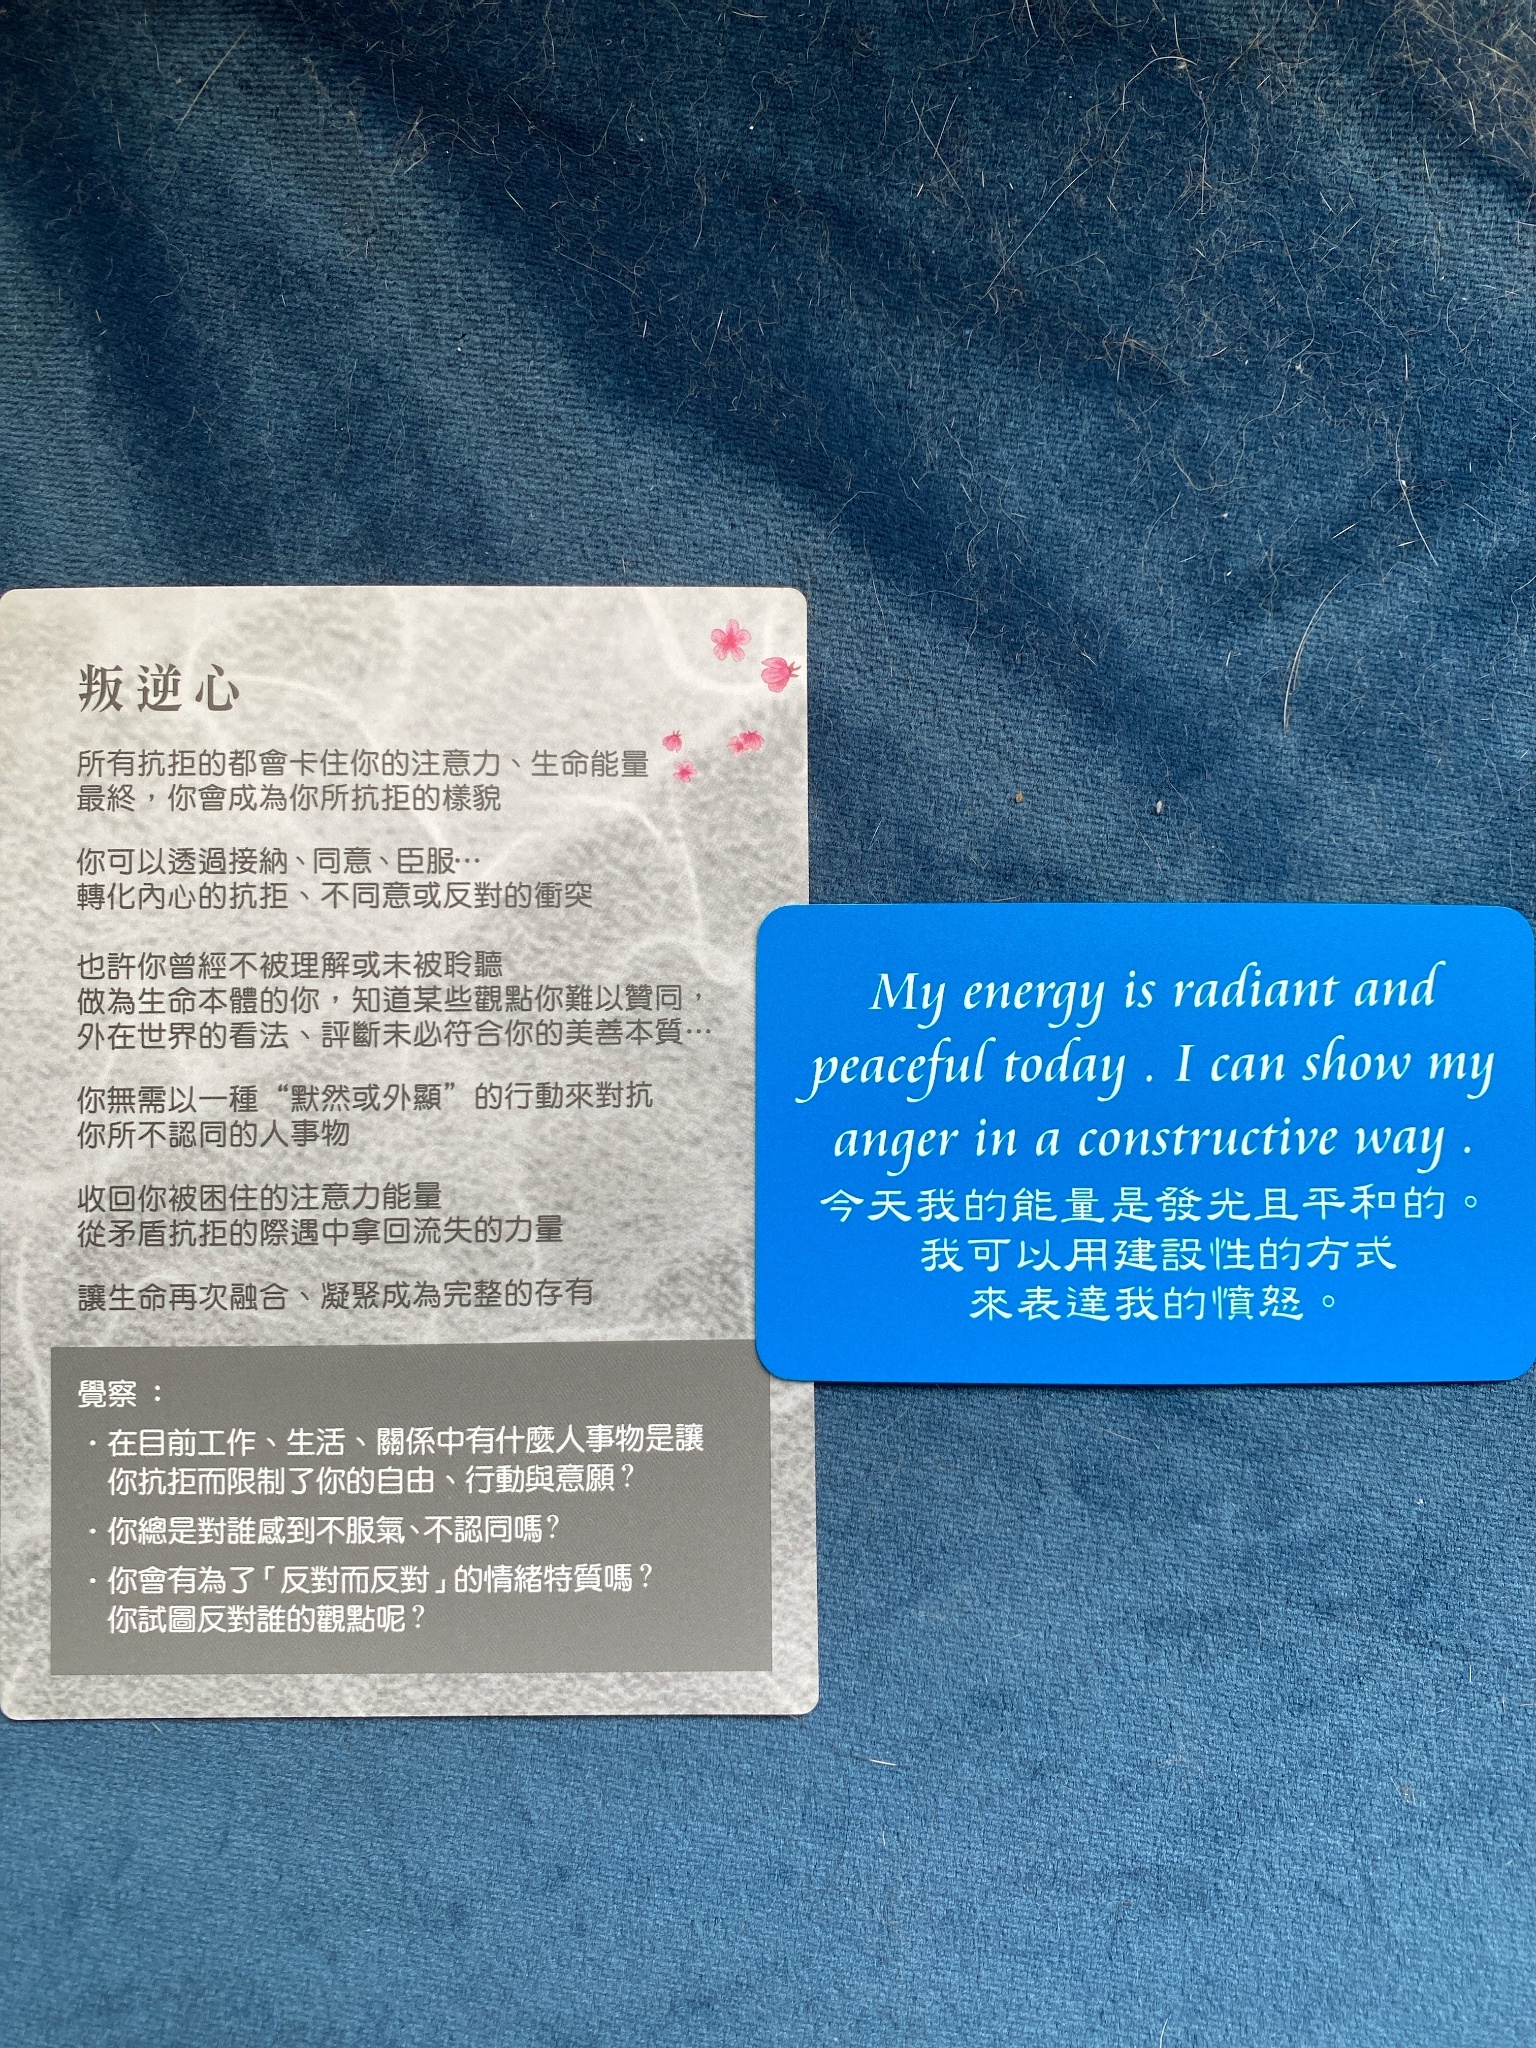 叛逆心
所有抗拒的都會卡住你的注意力、生命能量
最終，你會成為你所抗拒的樣貌
你可以透過接納、同意、臣服⋯
轉化內心的抗拒、不同意或反對的衝突
也許你曾經不被理解或未被聆聽
做為生命本體的你，知道某些觀點你難以贊同，
外在世界的看法、評斷未必符合你的美善本質⋯
你無需以一種“默然或外顯”的行動來對抗
你所不認同的人事物
收回你被困住的注意力能量
從矛盾抗拒的際遇中拿回流失的力量
讓生命再次融合、凝聚成為完整的存有
覺察：
・在目前工作、生活、關係中有什麼人事物是讓
你抗拒而限制了你的自由、行動與意願？
・你總是對誰感到不服氣、不認同嗎？
・你會有為了「反對而反對」的情緒特質嗎？
你試圖反對誰的觀點呢？
My energy is radiant and
peaceful today . I can show my
anger in a constructive way .
今天我的能量是發光且平和的。
我可以用建設性的方式
來表達我的憤怒。